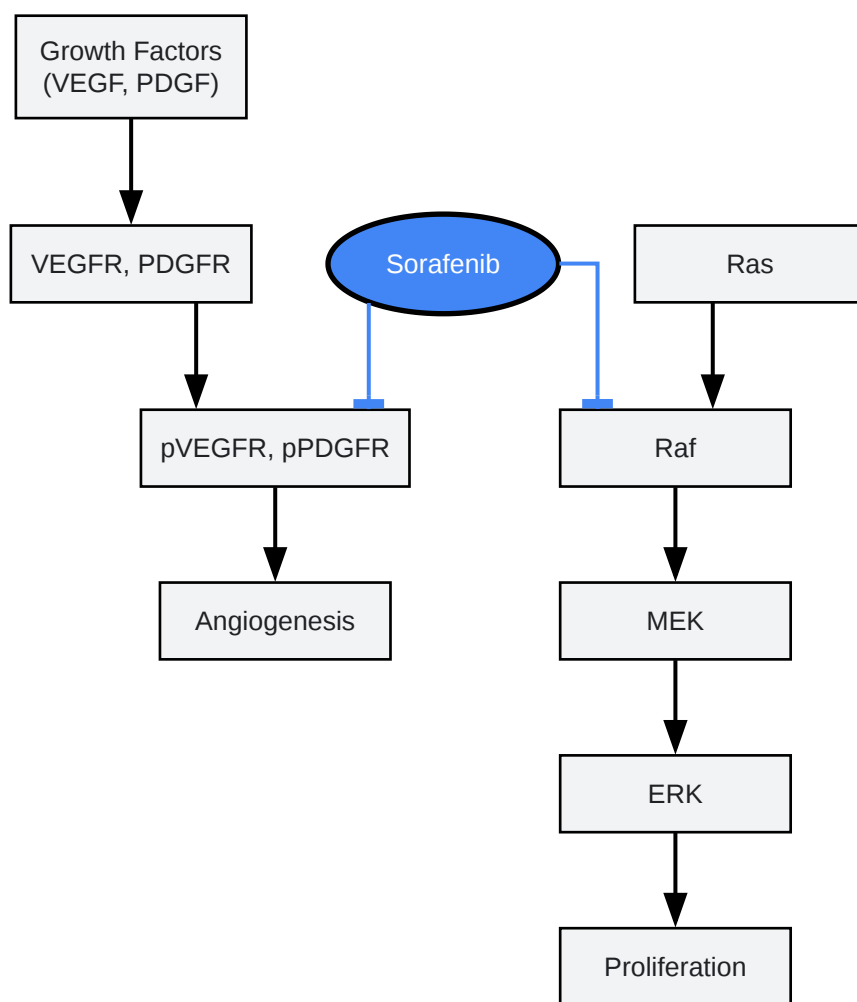 Growth Factors
(VEGF, PDGF)
VEGFR, PDGFR
Sorafenib
Ras
pVEGFR, pPDGFR
Raf
Angiogenesis
MEK
ERK
Proliferation